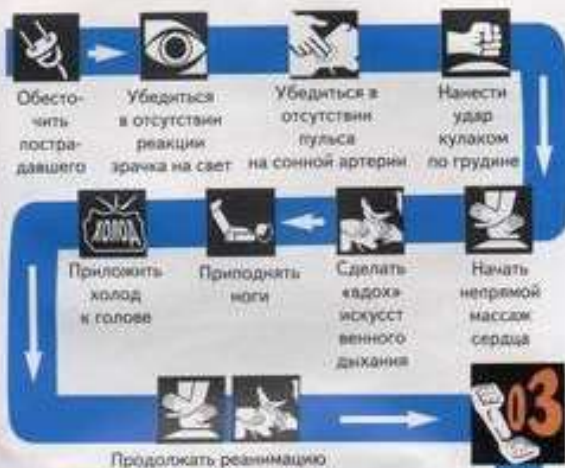 Обесто-
чить
постра-
давшего
Убедиться
в отсутствии
реакции
зрачка на свет
Убедиться в
отсутствии
пульса
на сонной артерии
Нанести
удар
кулаком
по грудине
Начать
непрямой
массаж
сердца
Сделать
«вдох»
искусст
венного
дыхания
Приподнять
ноги
ХОЛОД
Приложить
холод
к голове
Продолжать реанимацию
03